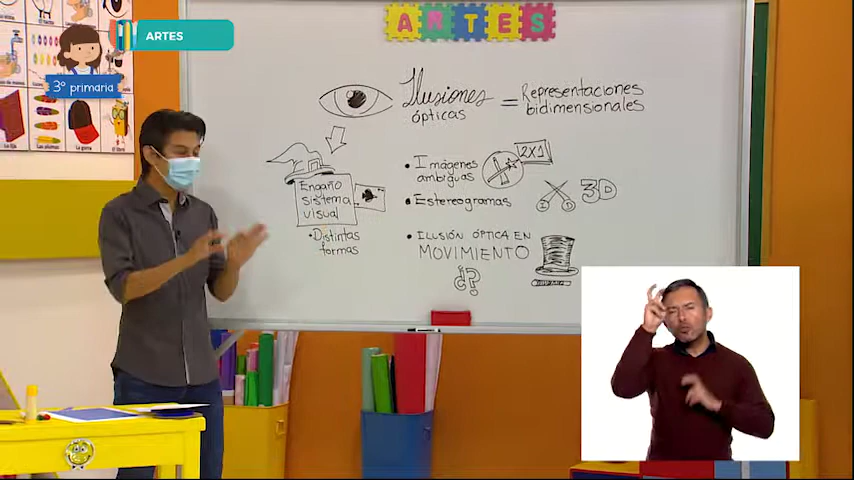 ARTES
3º primaria
ARTES
Ilusiones
ópticas
= Representaciones
bidimensionales
Engaño
sistema
visual
• Distintas
formas
• Imágenes
ambiguas
2x1
• Estereogramas
I D
3D
• ILUSIÓN ÓPTICA EN
MOVIMIENTO
¿?